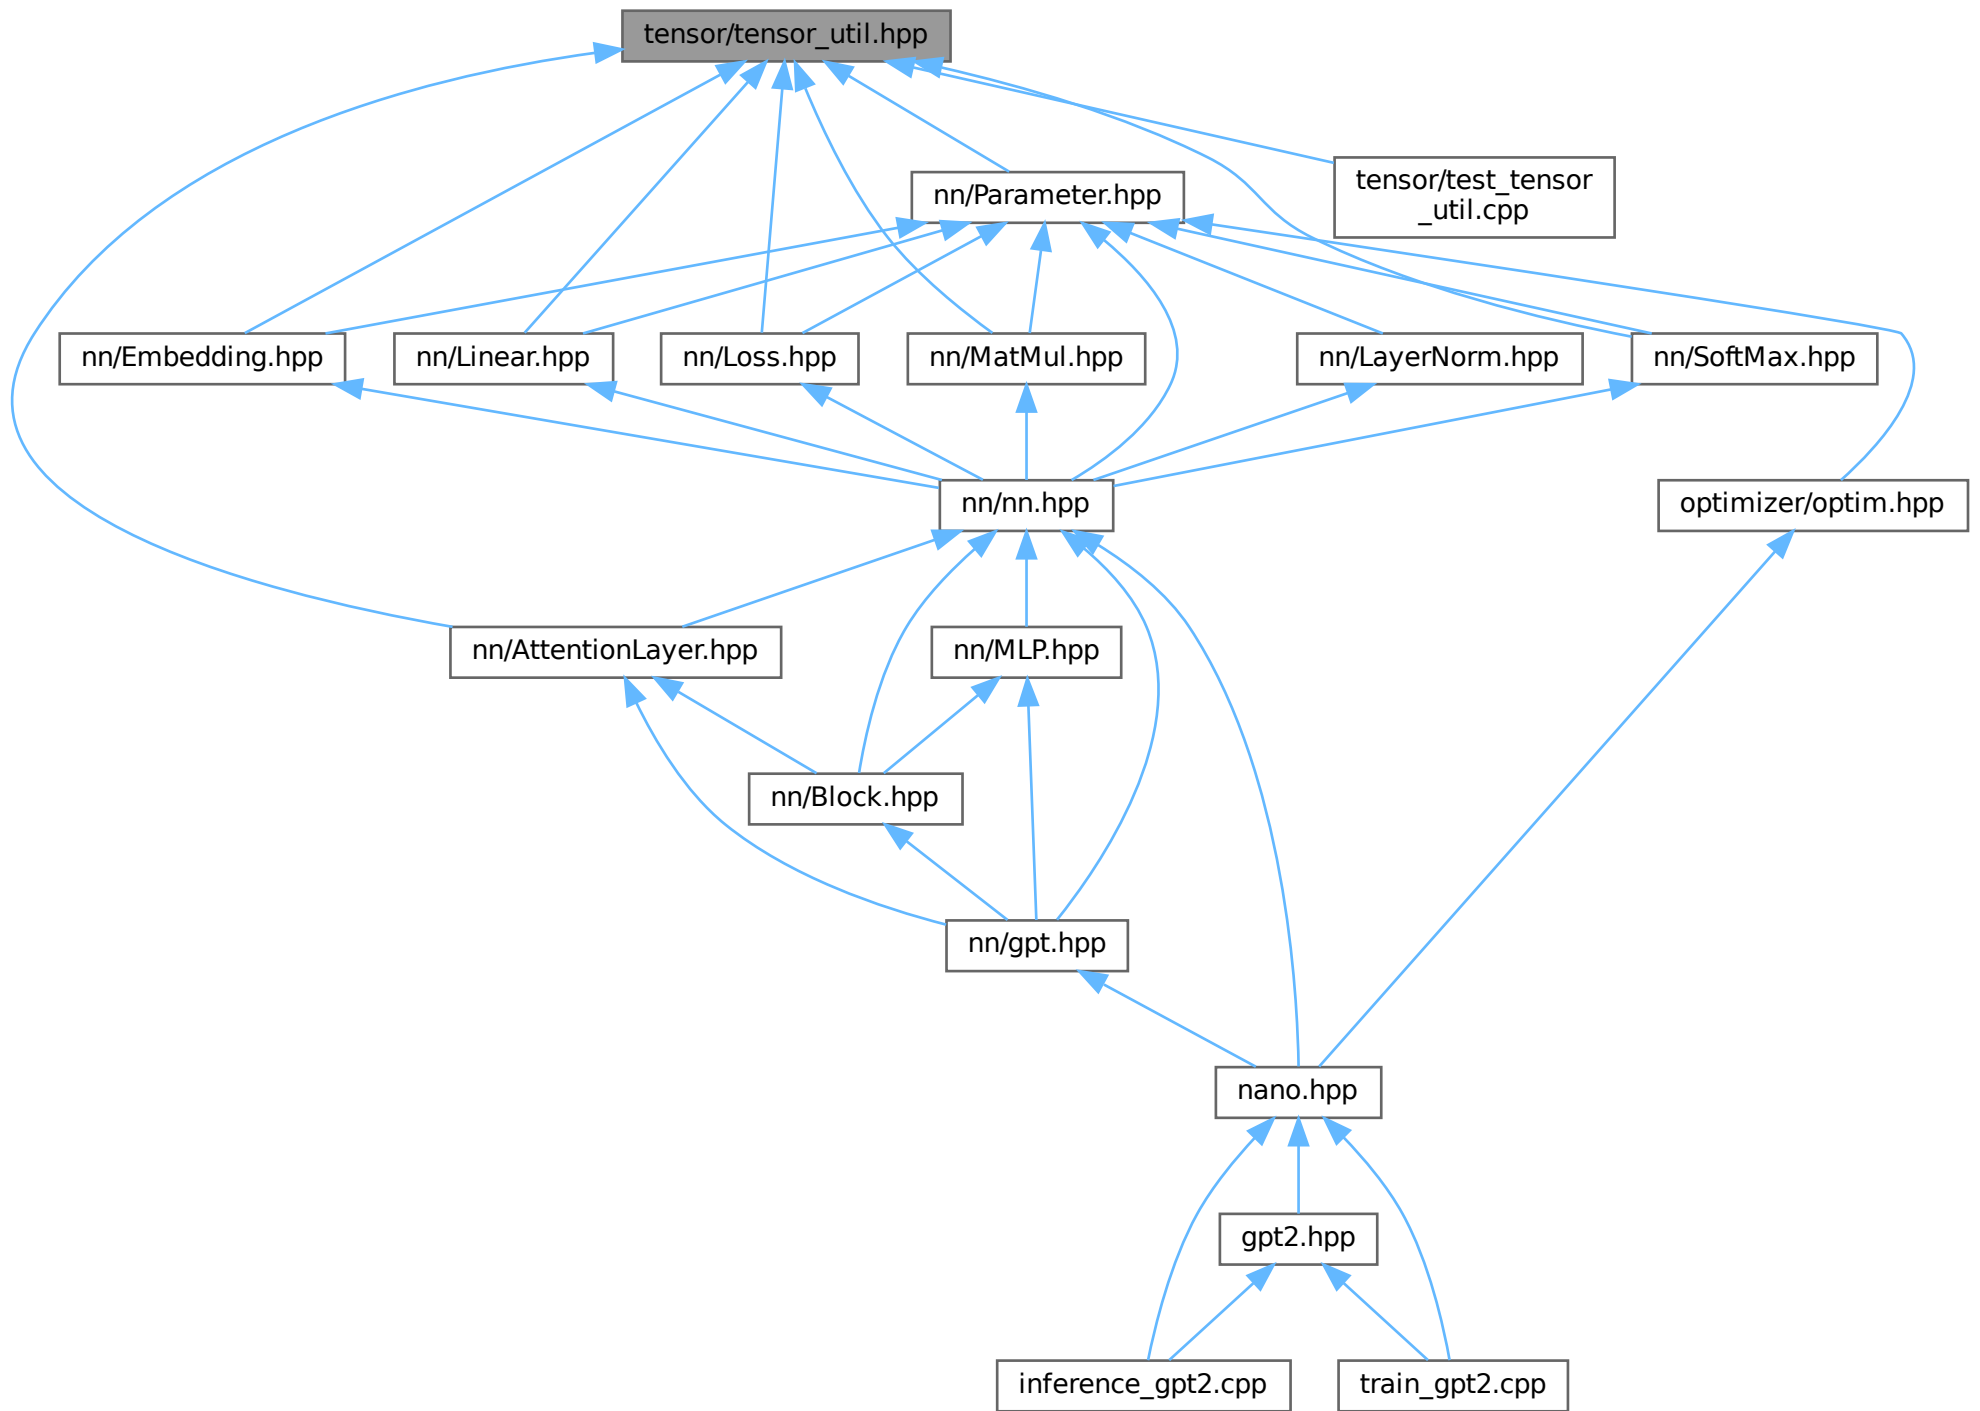 tensor/tensor_util.hpp
nn/Parameter.hpp
tensor/test_tensor
_util.cpp
nn/Embedding.hpp
nn/Linear.hpp
nn/Loss.hpp
nn/MatMul.hpp
nn/LayerNorm.hpp
nn/SoftMax.hpp
nn/nn.hpp
optimizer/optim.hpp
nn/AttentionLayer.hpp
nn/MLP.hpp
nn/Block.hpp
nn/gpt.hpp
nano.hpp
gpt2.hpp
inference_gpt2.cpp
train_gpt2.cpp